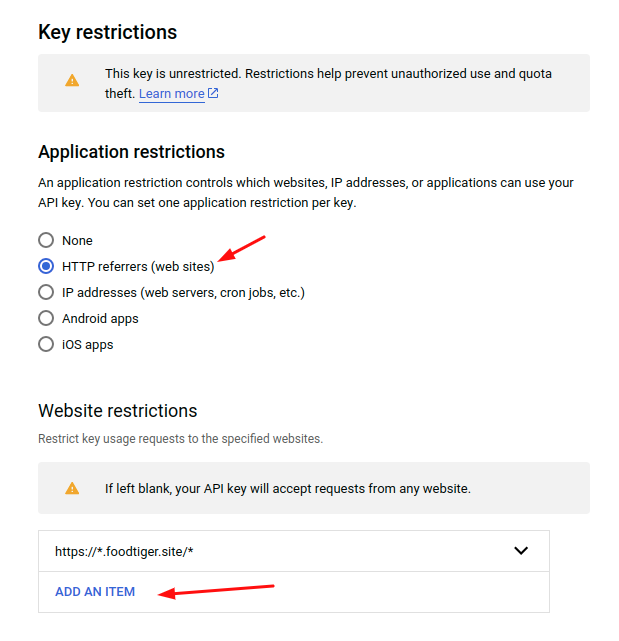 Key restrictions
This key is unrestricted. Restrictions help prevent unauthorized use and quota
theft. Learn more
Application restrictions
An application restriction controls which websites, IP addresses, or applications can use your
API key. You can set one application restriction per key.
None
HTTP referrers (web sites)
IP addresses (web servers, cron jobs, etc.)
Android apps
iOS apps
Website restrictions
Restrict key usage requests to the specified websites.
If left blank, your API key will accept requests from any website.
https://*.foodtiger.site/*
ADD AN ITEM